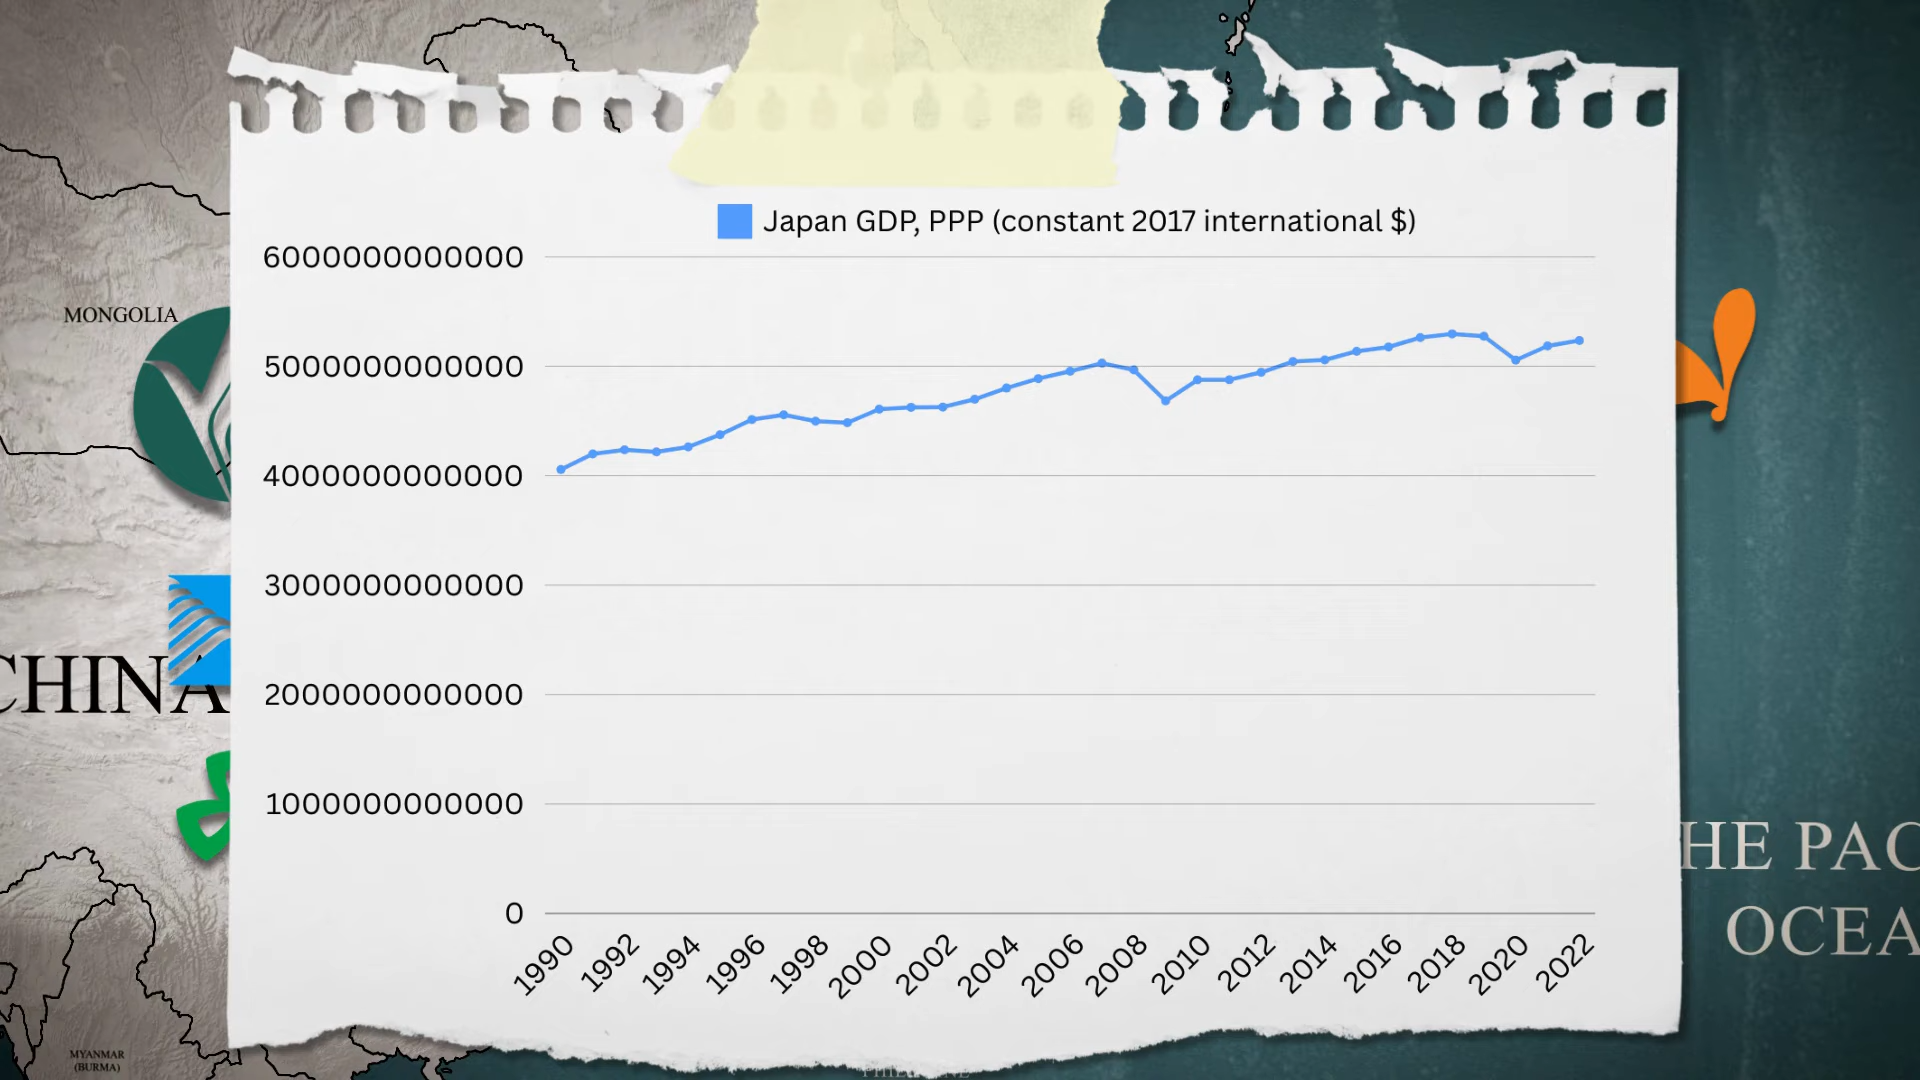 Japan GDP, PPP (constant 2017 international $)
6000000000000
5000000000000
4000000000000
3000000000000
2000000000000
1000000000000
0
1990 1992 1994 1996 1998 2000 2002 2004 2006 2008 2010 2012 2014 2016 2018 2020 2022
MONGOLIA
CHINA
MYANMAR
(BURMA)
HE PAC
OCEA